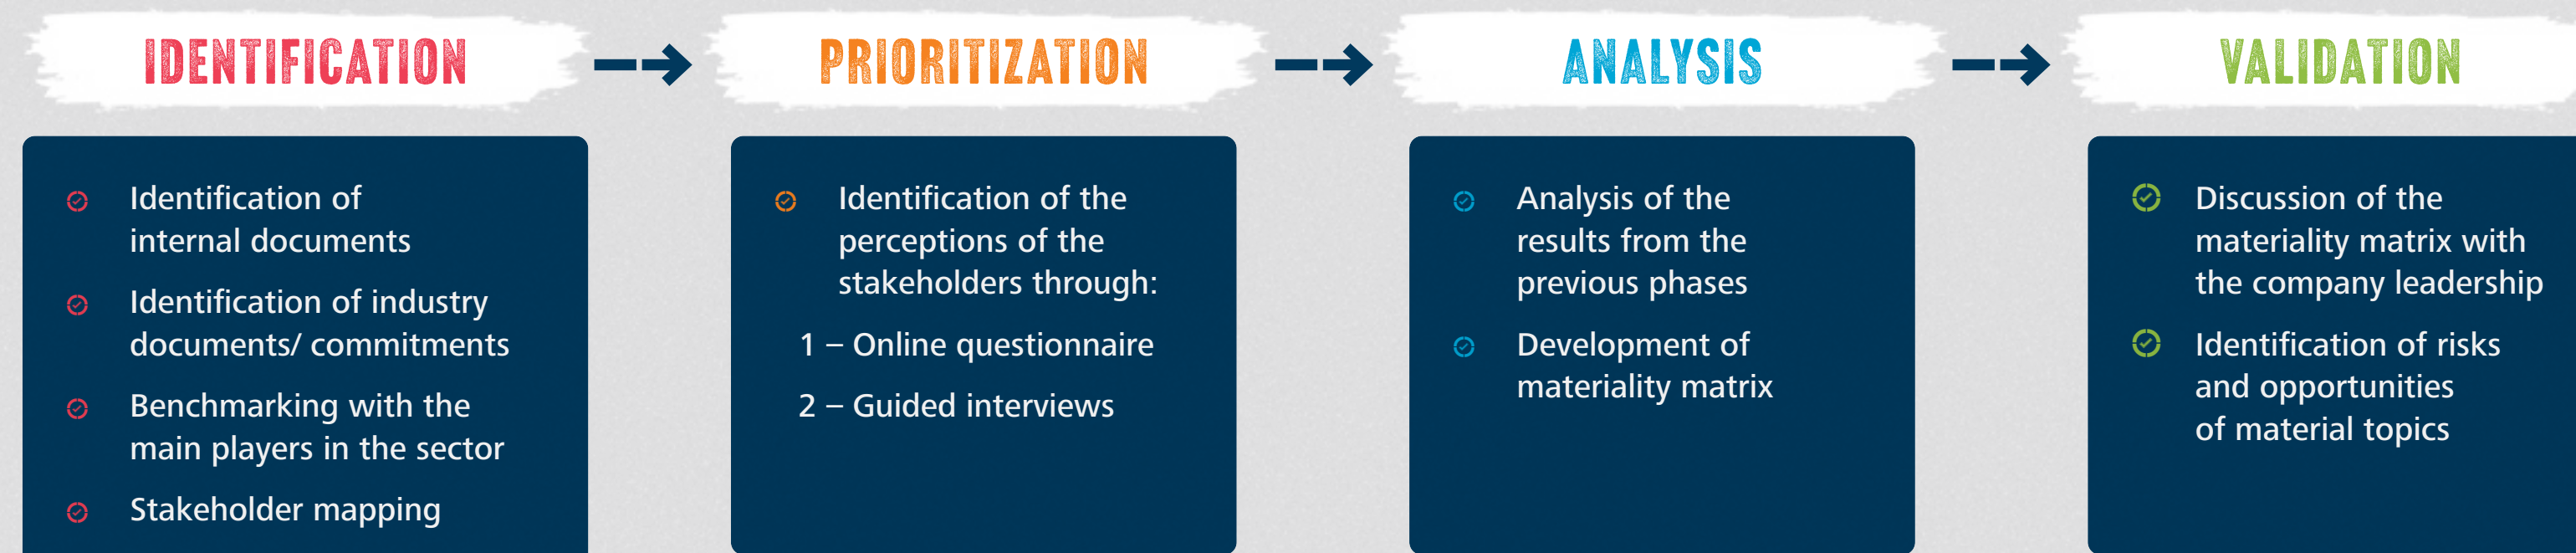 IDENTIFICATION
Identification of
internal documents
Identification of industry
documents/ commitments
Benchmarking with the
main players in the sector
Stakeholder mapping
PRIORITIZATION
Identification of the
perceptions of the
stakeholders through:
1 – Online questionnaire
2 – Guided interviews
ANALYSIS
Analysis of the
results from the
previous phases
Development of
materiality matrix
VALIDATION
Discussion of the
materiality matrix with
the company leadership
Identification of risks
and opportunities
of material topics